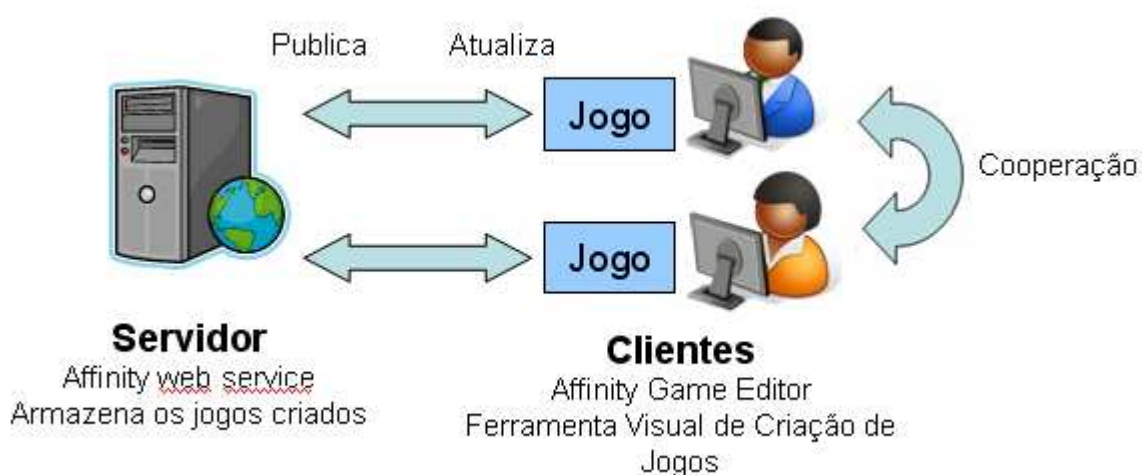 Publica
Atualiza
Jogo
Cooperação
Jogo
Servidor
Affinity web service
Armazena os jogos criados
Clientes
Affinity Game Editor
Ferramenta Visual de Criação de
Jogos